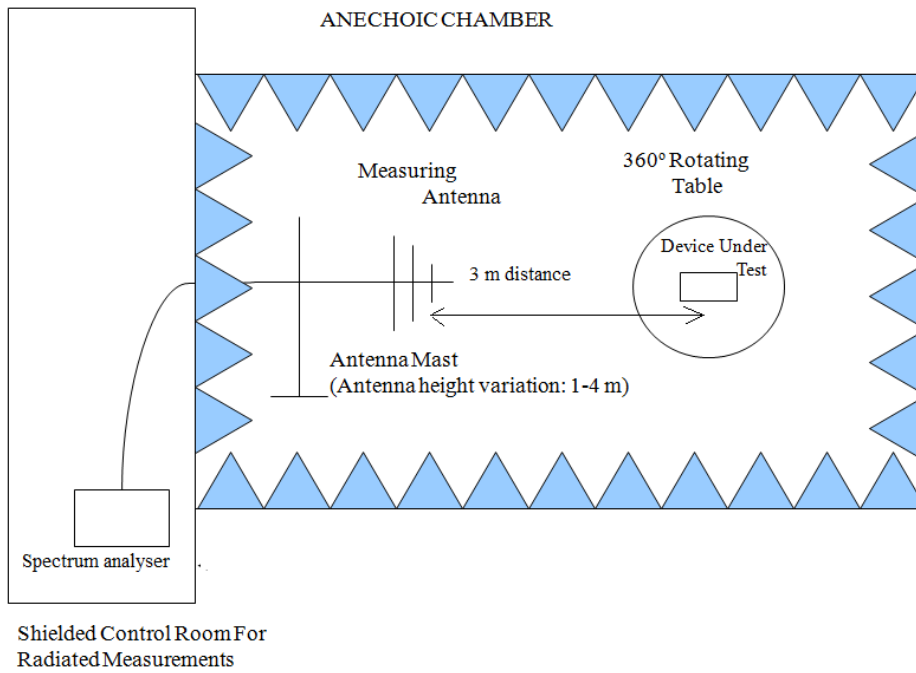 ANECHOIC CHAMBER
Measuring
Antenna
360º Rotating
Table
Device Under
Test
3 m distance
Antenna Mast
(Antenna height variation: 1-4 m)
Spectrum analyser
Shielded Control Room For
Radiated Measurements